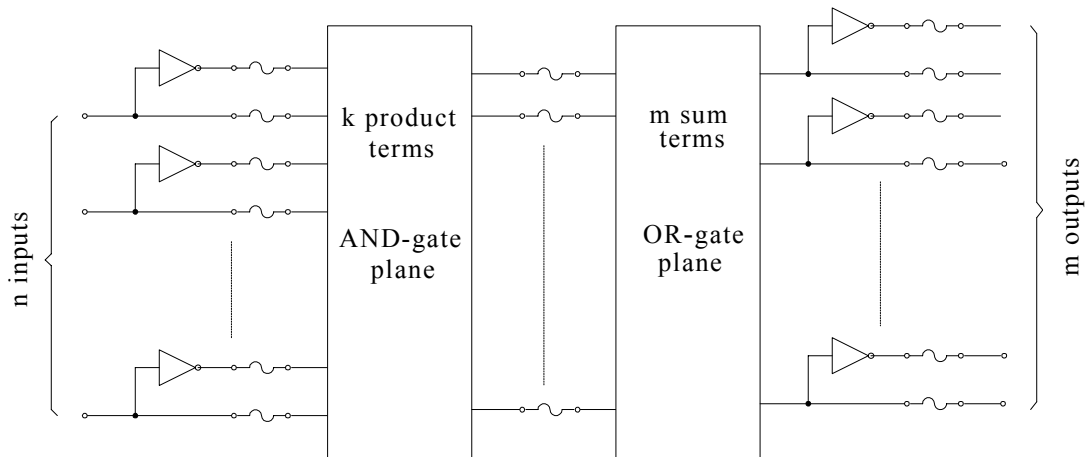 n inputs
k product
terms
AND-gate
plane
m sum
terms
OR-gate
plane
m outputs